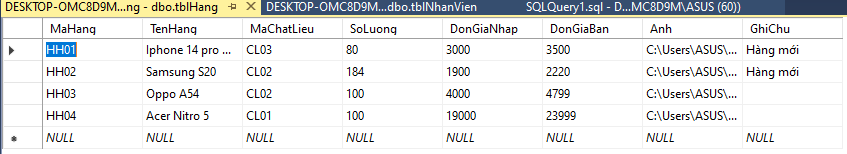 DESKTOP-OMC8D9M...ng - dbo.tblHang DESKTOP-OMC8D9M...dbo.tblNhanVien SQLQuery1.sql - D...MC8D9M\ASUS (60))
MaHang TenHang MaChatLieu SoLuong DonGiaNhap DonGiaBan Anh GhiChu
HH01 Iphone 14 pro ... CL03 80 3000 3500 C:\Users\ASUS\... Hàng mới
HH02 Samsung S20 CL02 184 1900 2220 C:\Users\ASUS\... Hàng mới
HH03 Oppo A54 CL02 100 4000 4799 C:\Users\ASUS\...
HH04 Acer Nitro 5 CL01 100 19000 23999 C:\Users\ASUS\...
NULL NULL NULL NULL NULL NULL NULL NULL